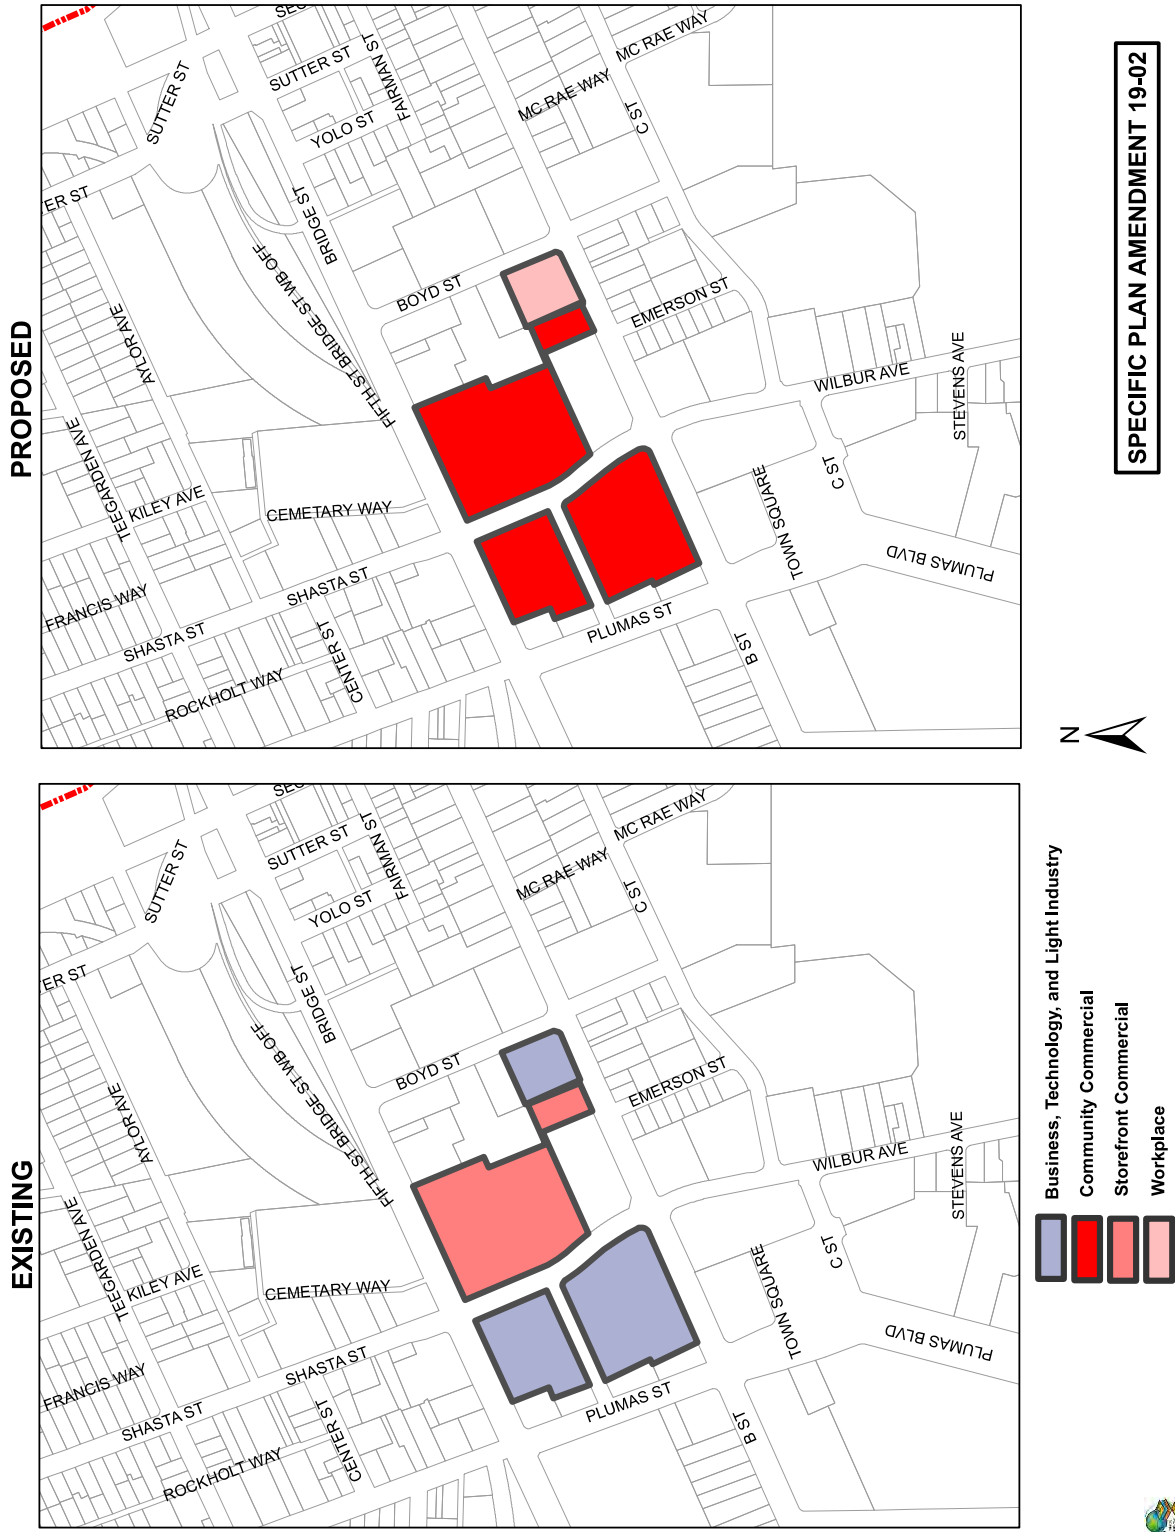 PROPOSED
SUTTER ST
SEC
SUTTER ST
FAIRMAN ST
YOLO ST
MC RAE WAY
MC RAE WAY
C ST
ER ST
BRIDGE ST
FIFTH ST BRIDGE ST WB OFF
BOYD ST
EMERSON ST
AYLOR AVE
TEEGARDEN AVE
KILEY AVE
CEMETARY WAY
FRANCIS WAY
SHASTA ST
SHASTA ST
CENTER ST
ROCKHOLT WAY
PLUMAS ST
B ST
TOWN SQUARE
C ST
WILBUR AVE
STEVENS AVE
PLUMAS BLVD
SPECIFIC PLAN AMENDMENT 19-02
N
EXISTING
SUTTER ST
SEC
SUTTER ST
FAIRMAN ST
YOLO ST
MC RAE WAY
MC RAE WAY
C ST
ER ST
BRIDGE ST
FIFTH ST BRIDGE ST WB OFF
BOYD ST
EMERSON ST
AYLOR AVE
TEEGARDEN AVE
KILEY AVE
CEMETARY WAY
FRANCIS WAY
SHASTA ST
SHASTA ST
CENTER ST
ROCKHOLT WAY
PLUMAS ST
B ST
TOWN SQUARE
C ST
WILBUR AVE
STEVENS AVE
PLUMAS BLVD
Business, Technology, and Light Industry
Community Commercial
Storefront Commercial
Workplace